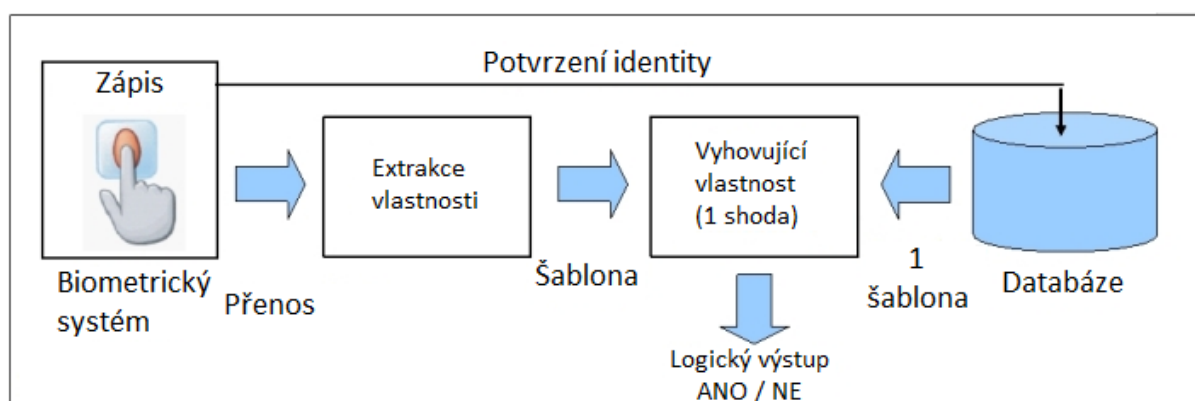 Potvrzení identity
Zápis
Extrakce
vlastnosti
Vyhovující
vlastnost
(1 shoda)
Biometrický
systém
Přenos
Šablona
1
šablona
Databáze
Logický výstup
ANO / NE